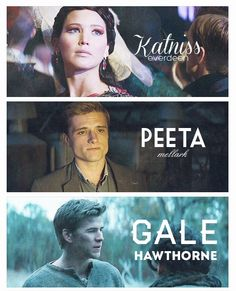 Katniss
everdeen
PEETA
mellark
GALE
HAWTHORNE